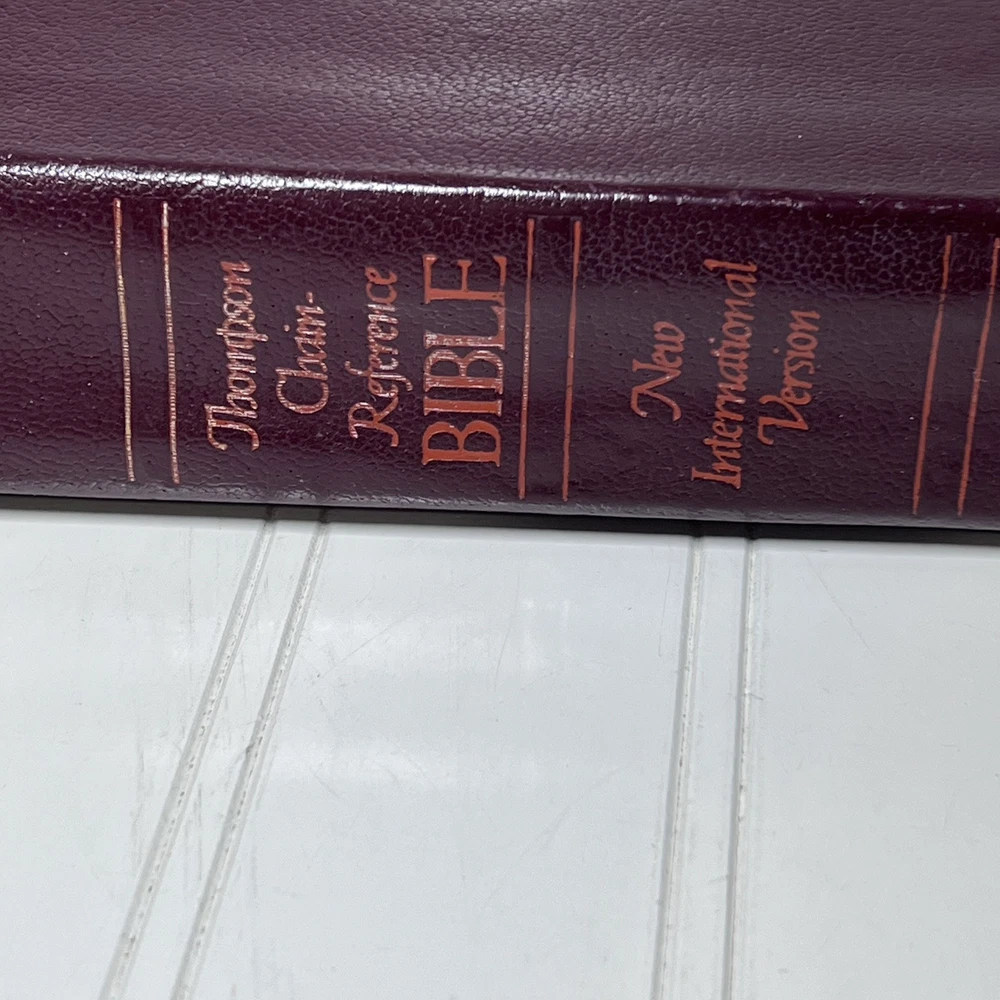 Thompson
Chain-
Reference
BIBLE
New
International
Version